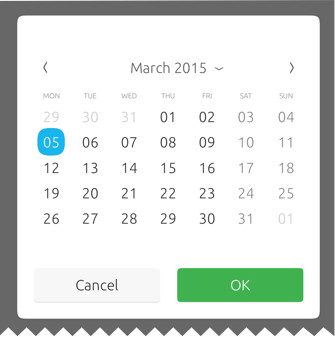 ‹ March 2015 ›
MON TUE WED THU FRI SAT SUN
29 30 31 01 02 03 04
05 06 07 08 09 10 11
12 13 14 15 16 17 18
19 20 21 22 23 24 25
26 27 28 29 30 31 01
Cancel OK